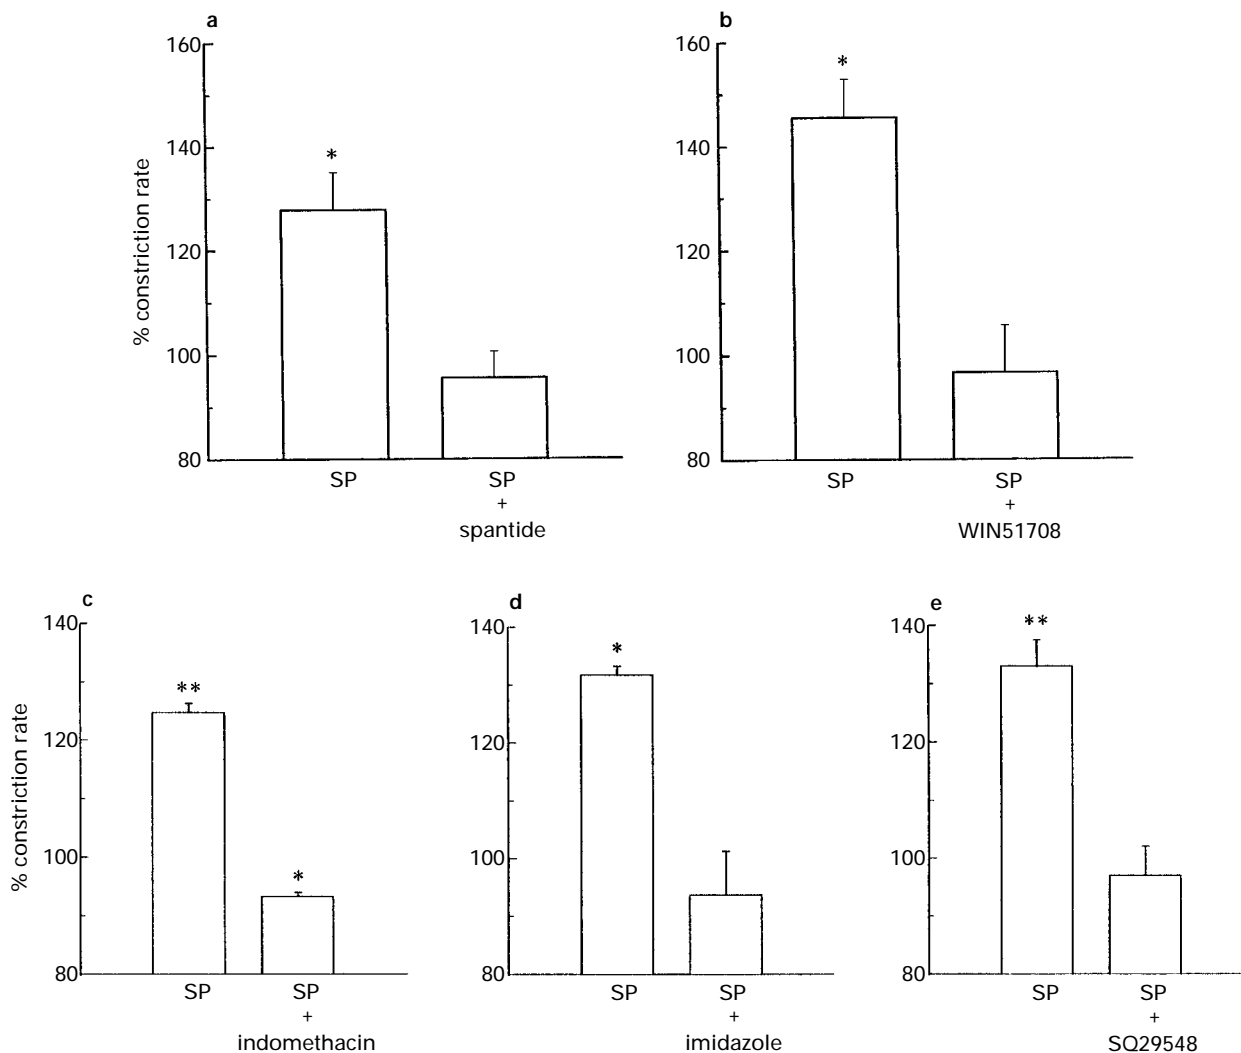 a
160
140
120
100
80
% constriction rate
*
SP
SP
+
spantide
b
160
140
120
100
80
*
SP
SP
+
WIN51708
c
140
120
100
80
% constriction rate
**
*
SP
SP
+
indomethacin
d
140
120
100
80
*
SP
SP
+
imidazole
e
140
120
100
80
**
SP
SP
+
SQ29548